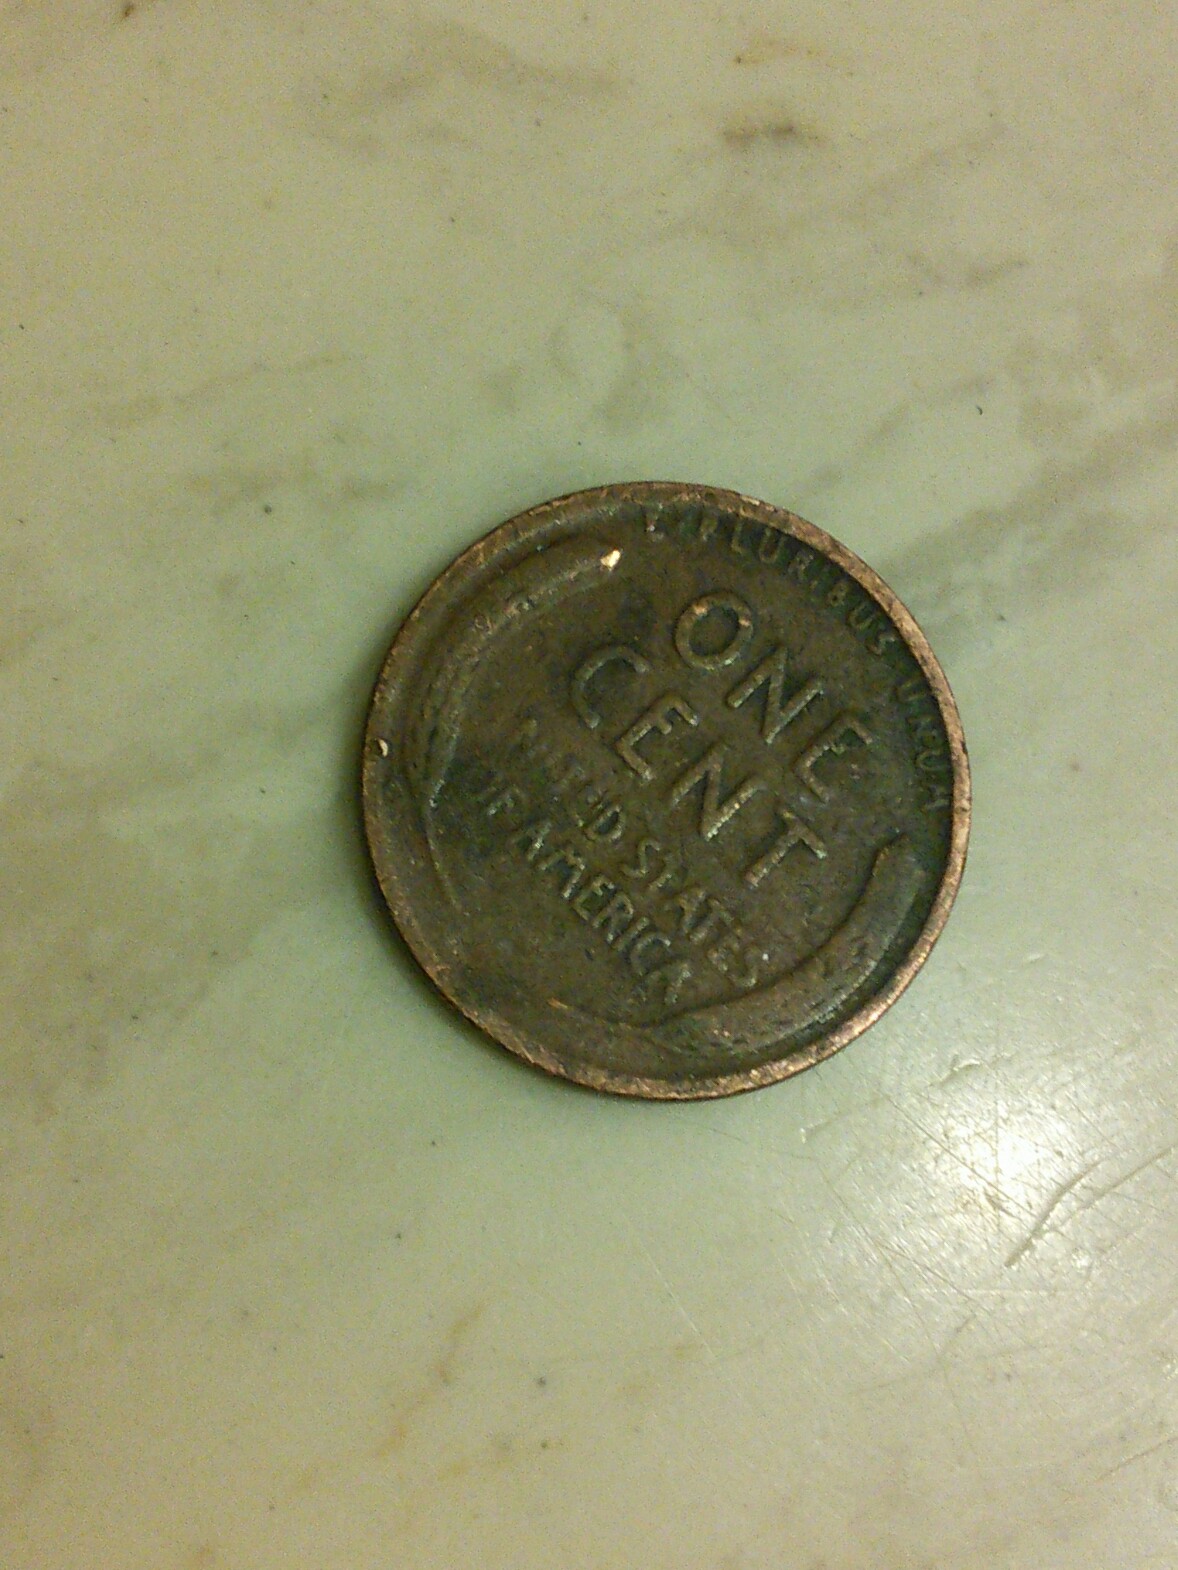 E PLURIBUS UNUM
ONE
CENT
UNITED STATES
OF AMERICA